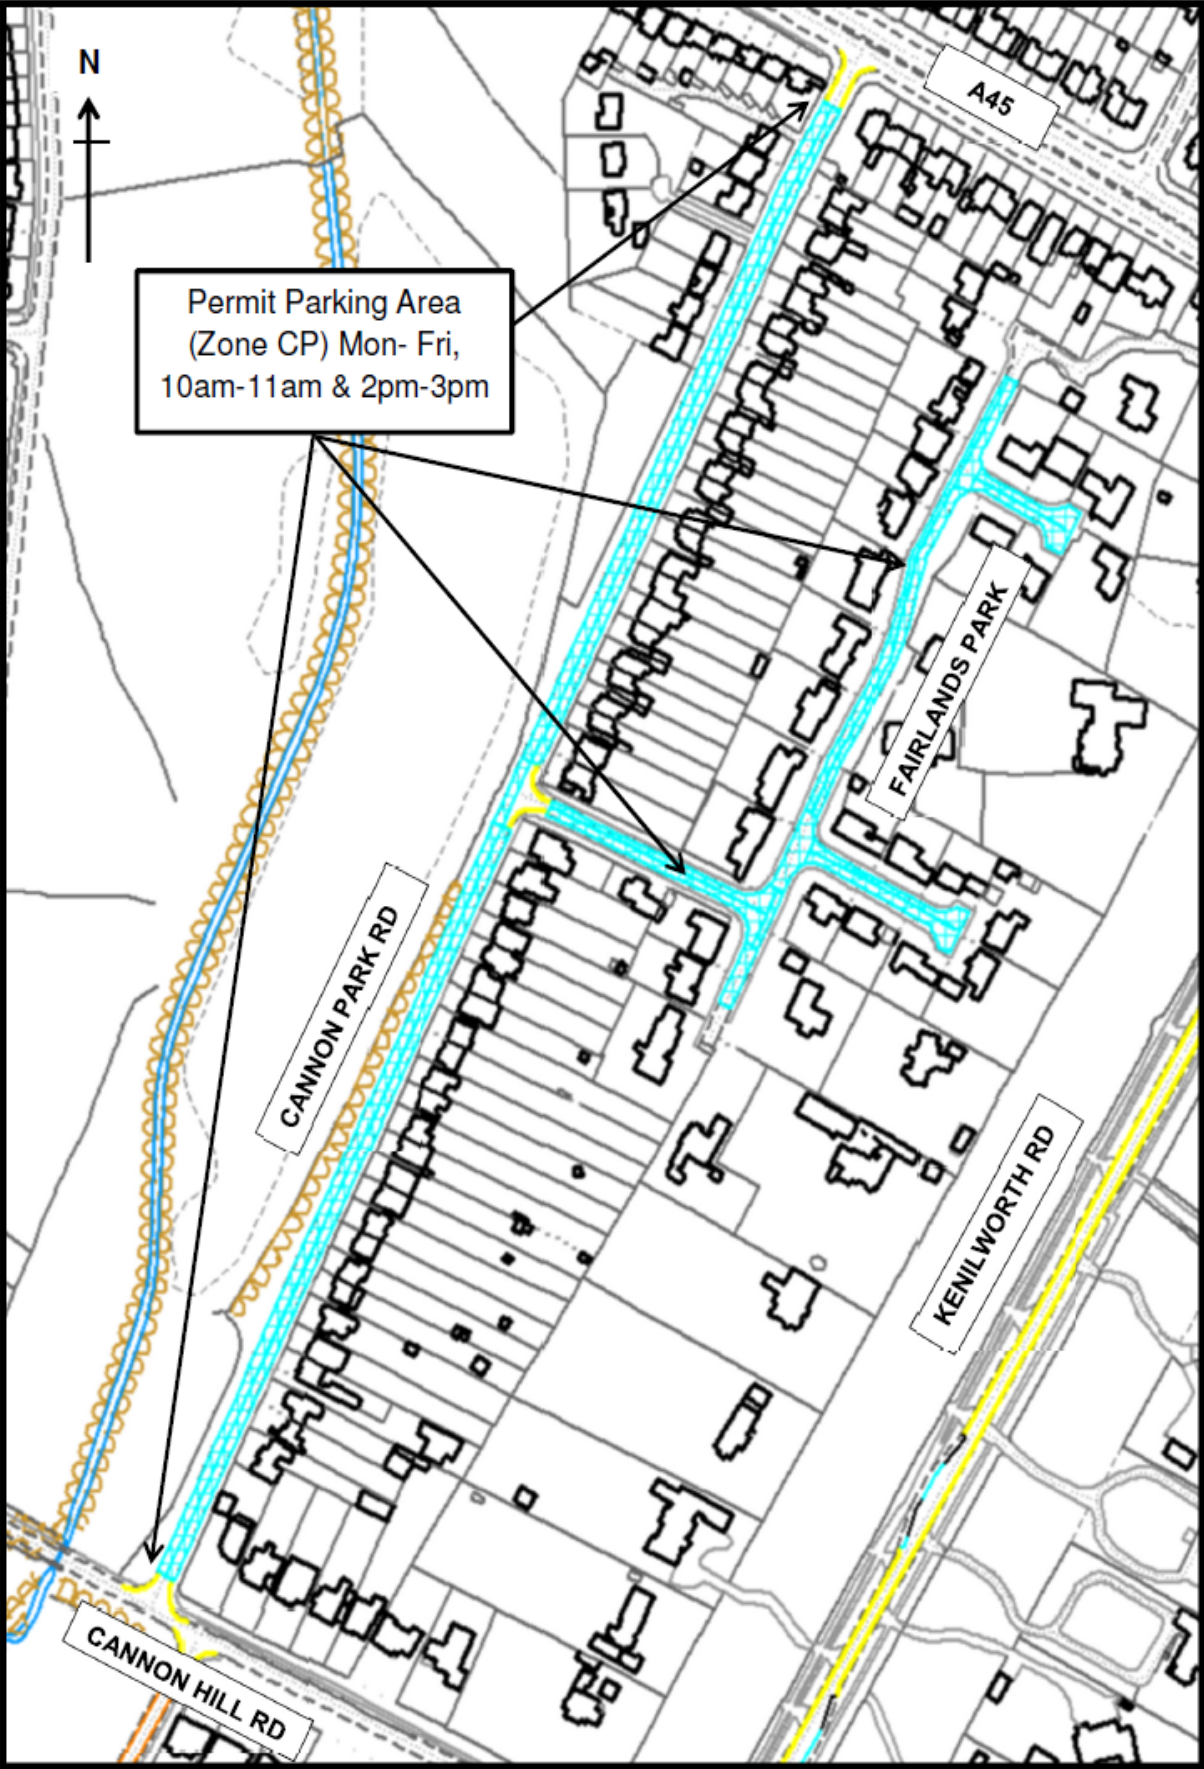 N
A45
Permit Parking Area
(Zone CP) Mon- Fri,
10am-11am & 2pm-3pm
FAIRLANDS PARK
CANNON PARK RD
KENILWORTH RD
CANNON HILL RD